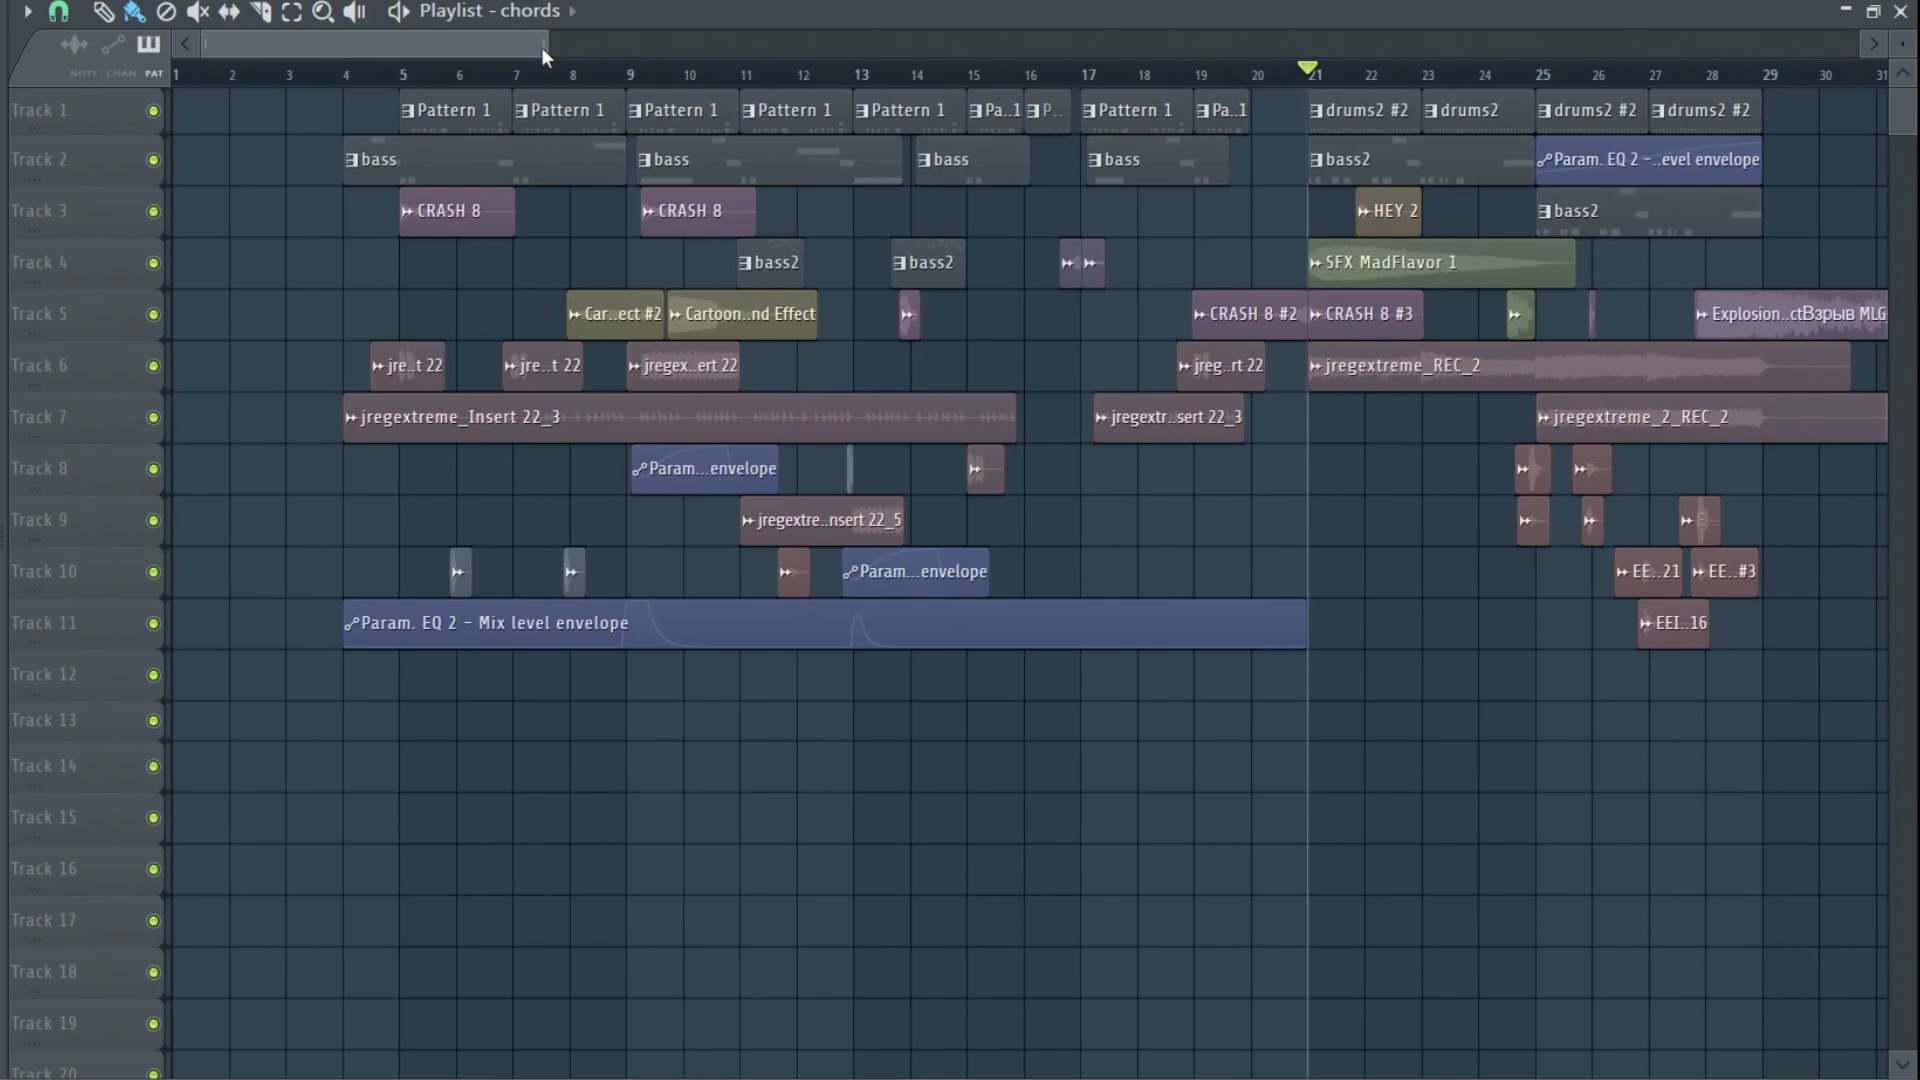 Playlist - chords
NOTE CHAN PAT
1 2 3 4 5 6 7 8 9 10 11 12 13 14 15 16 17 18 19 20 21 22 23 24 25 26 27 28 29 30 31
Track 1 Pattern 1 Pattern 1 Pattern 1 Pattern 1 Pattern 1 Pa..1 P.. Pattern 1 Pa..1 drums2 #2 drums2 drums2 #2 drums2 #2
Track 2 bass bass bass bass bass2 Param. EQ 2 -..evel envelope
Track 3 CRASH 8 CRASH 8 HEY 2 bass2
Track 4 bass2 bass2 SFX MadFlavor 1
Track 5 Car..ect #2 Cartoon..nd Effect CRASH 8 #2 CRASH 8 #3 Explosion..ctВзрыв MLG
Track 6 jre..t 22 jre..t 22 jregex..ert 22 jreg..rt 22 jregextreme_REC_2
Track 7 jregextreme_Insert 22_3 jregextr..sert 22_3 jregextreme_2_REC_2
Track 8 Param...envelope
Track 9 jregextre..nsert 22_5 E..
Track 10 Param...envelope EE..21 EE..#3
Track 11 Param. EQ 2 - Mix level envelope EEI..16
Track 12
Track 13
Track 14
Track 15
Track 16
Track 17
Track 18
Track 19
Track 20